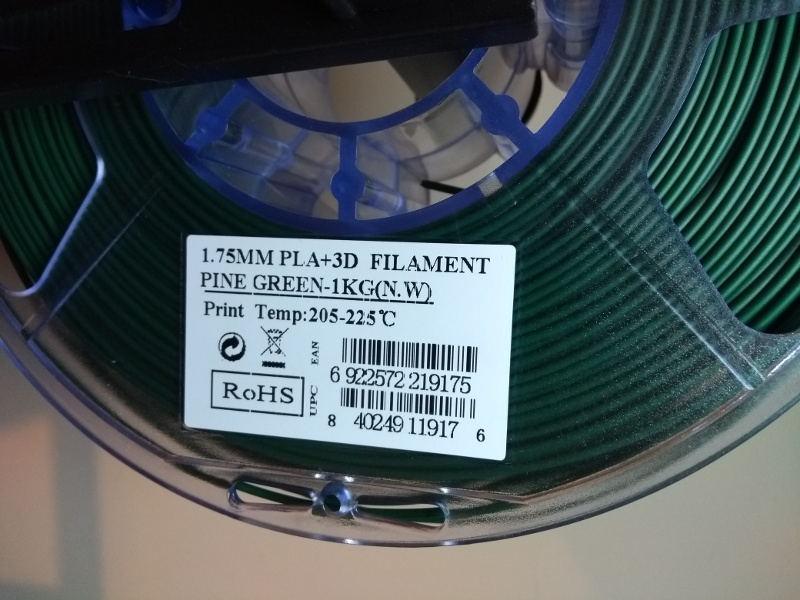 1.75MM PLA+3D FILAMENT
PINE GREEN-1KG(N.W)
Print Temp:205-225℃
EAN
6 922572 219175
RoHS
UPC
8 40249 11917 6